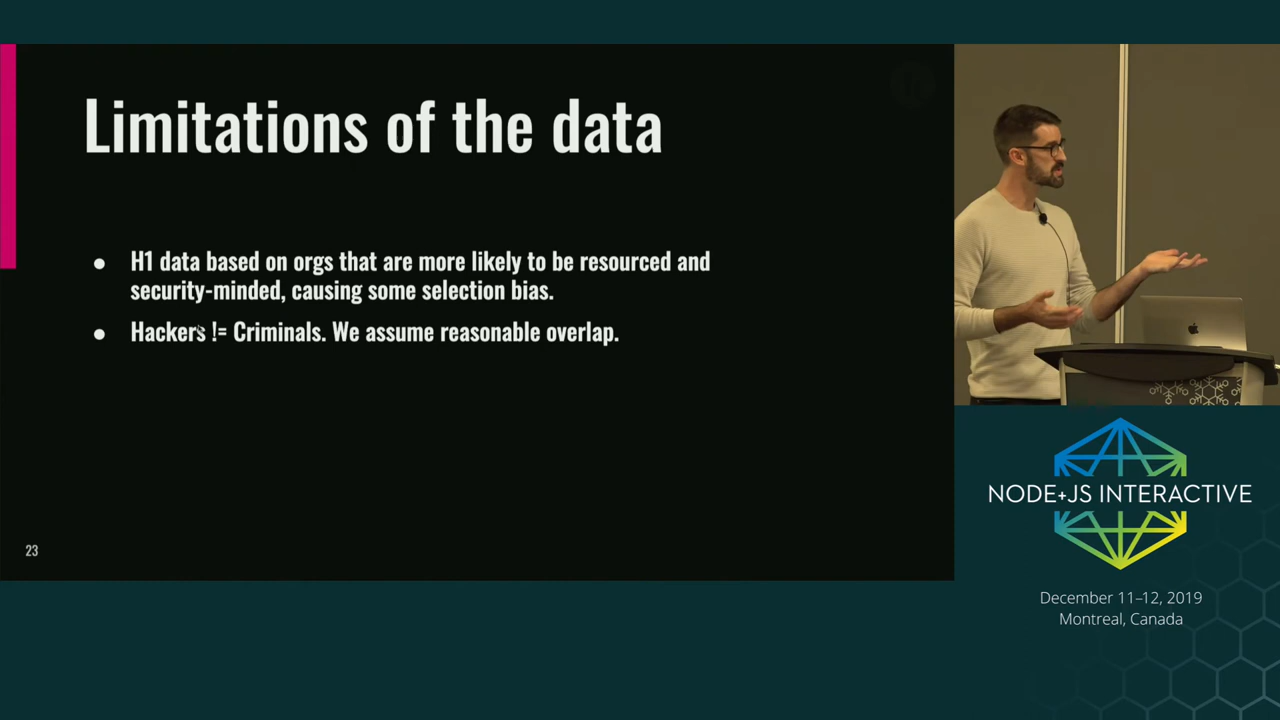 Limitations of the data
● H1 data based on orgs that are more likely to be resourced and
security-minded, causing some selection bias.
● Hackers != Criminals. We assume reasonable overlap.
23
NODE+JS INTERACTIVE
December 11–12, 2019
Montreal, Canada